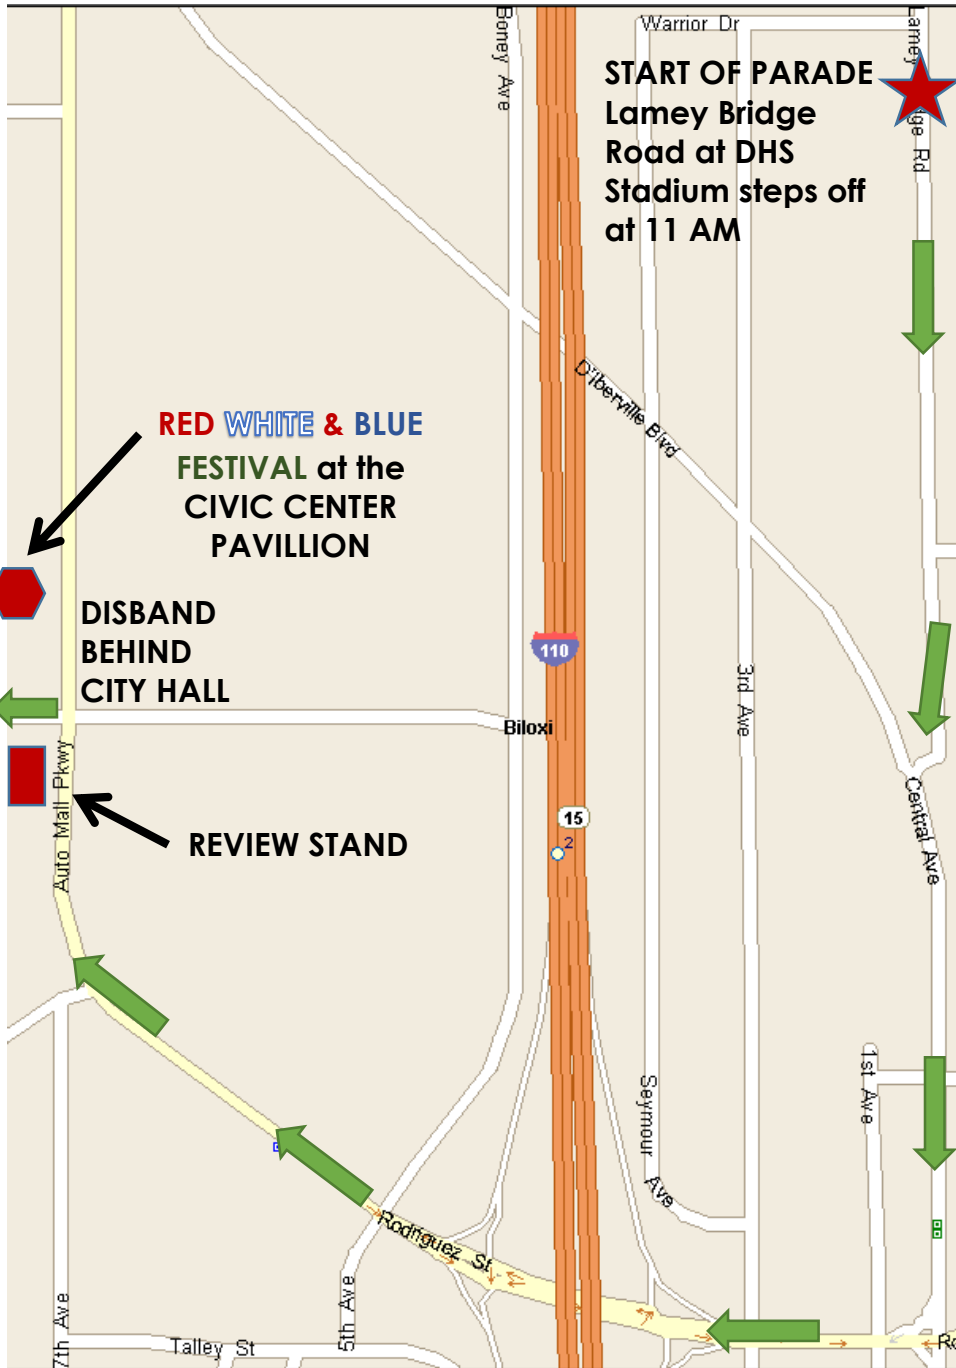 Warrior Dr
Boney Ave
Lamey
ge Rd
START OF PARADE
Lamey Bridge
Road at DHS
Stadium steps off
at 11 AM
D'Iberville Blvd
RED WHITE & BLUE
FESTIVAL at the
CIVIC CENTER
PAVILLION
DISBAND
BEHIND
CITY HALL
110
3rd Ave
Biloxi
Auto Mall Pkwy
15
2
Central Ave
REVIEW STAND
1st Ave
Seymour Ave
Rodriguez St
7th Ave
5th Ave
Talley St
Ro